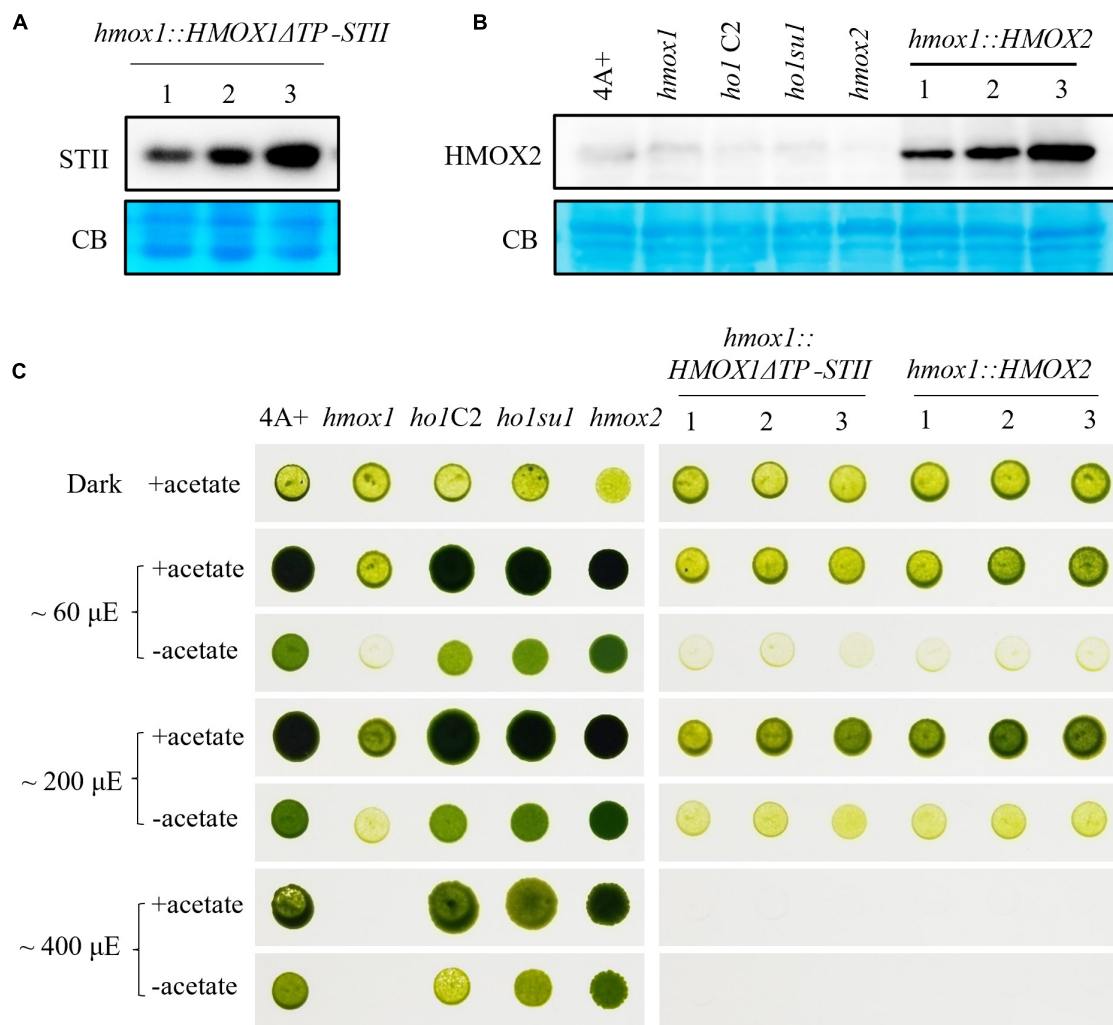 A
hmox1::HMOX1ΔTP-STII
1 2 3
STII
CB
B
4A+ hmox1 ho1 C2 ho1su1 hmox2 hmox1::HMOX2
1 2 3
HMOX2
CB
C
hmox1::
HMOX1ΔTP-STII hmox1::HMOX2
4A+ hmox1 ho1C2 ho1su1 hmox2 1 2 3 1 2 3
Dark +acetate
~ 60 µE +acetate
-acetate
~ 200 µE +acetate
-acetate
~ 400 µE +acetate
-acetate